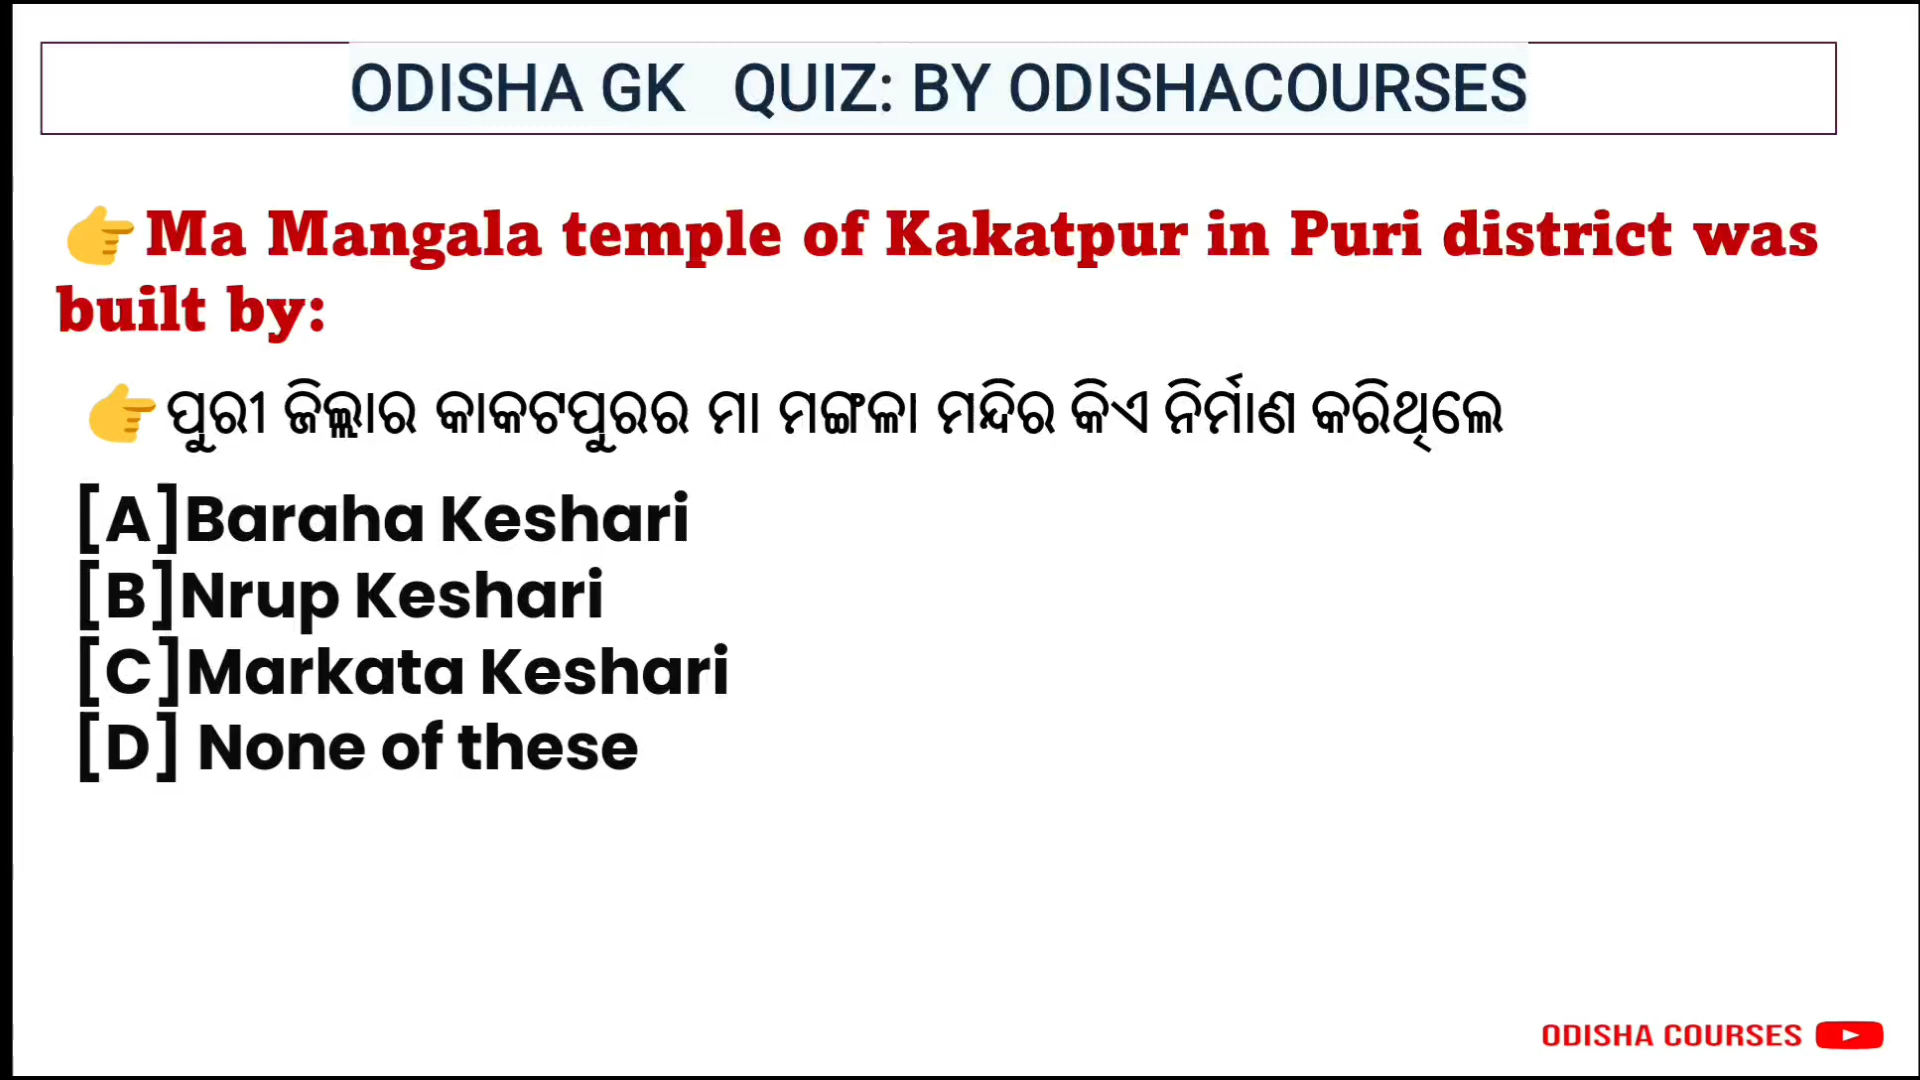 ODISHA GK QUIZ: BY ODISHACOURSES
👉Ma Mangala temple of Kakatpur in Puri district was
built by:
👉ପୁରୀ ଜିଲ୍ଲାର କାକଟପୁରର ମା ମଙ୍ଗଳା ମନ୍ଦିର କିଏ ନିର୍ମାଣ କରିଥିଲେ
[A]Baraha Keshari
[B]Nrup Keshari
[C]Markata Keshari
[D] None of these
ODISHA COURSES